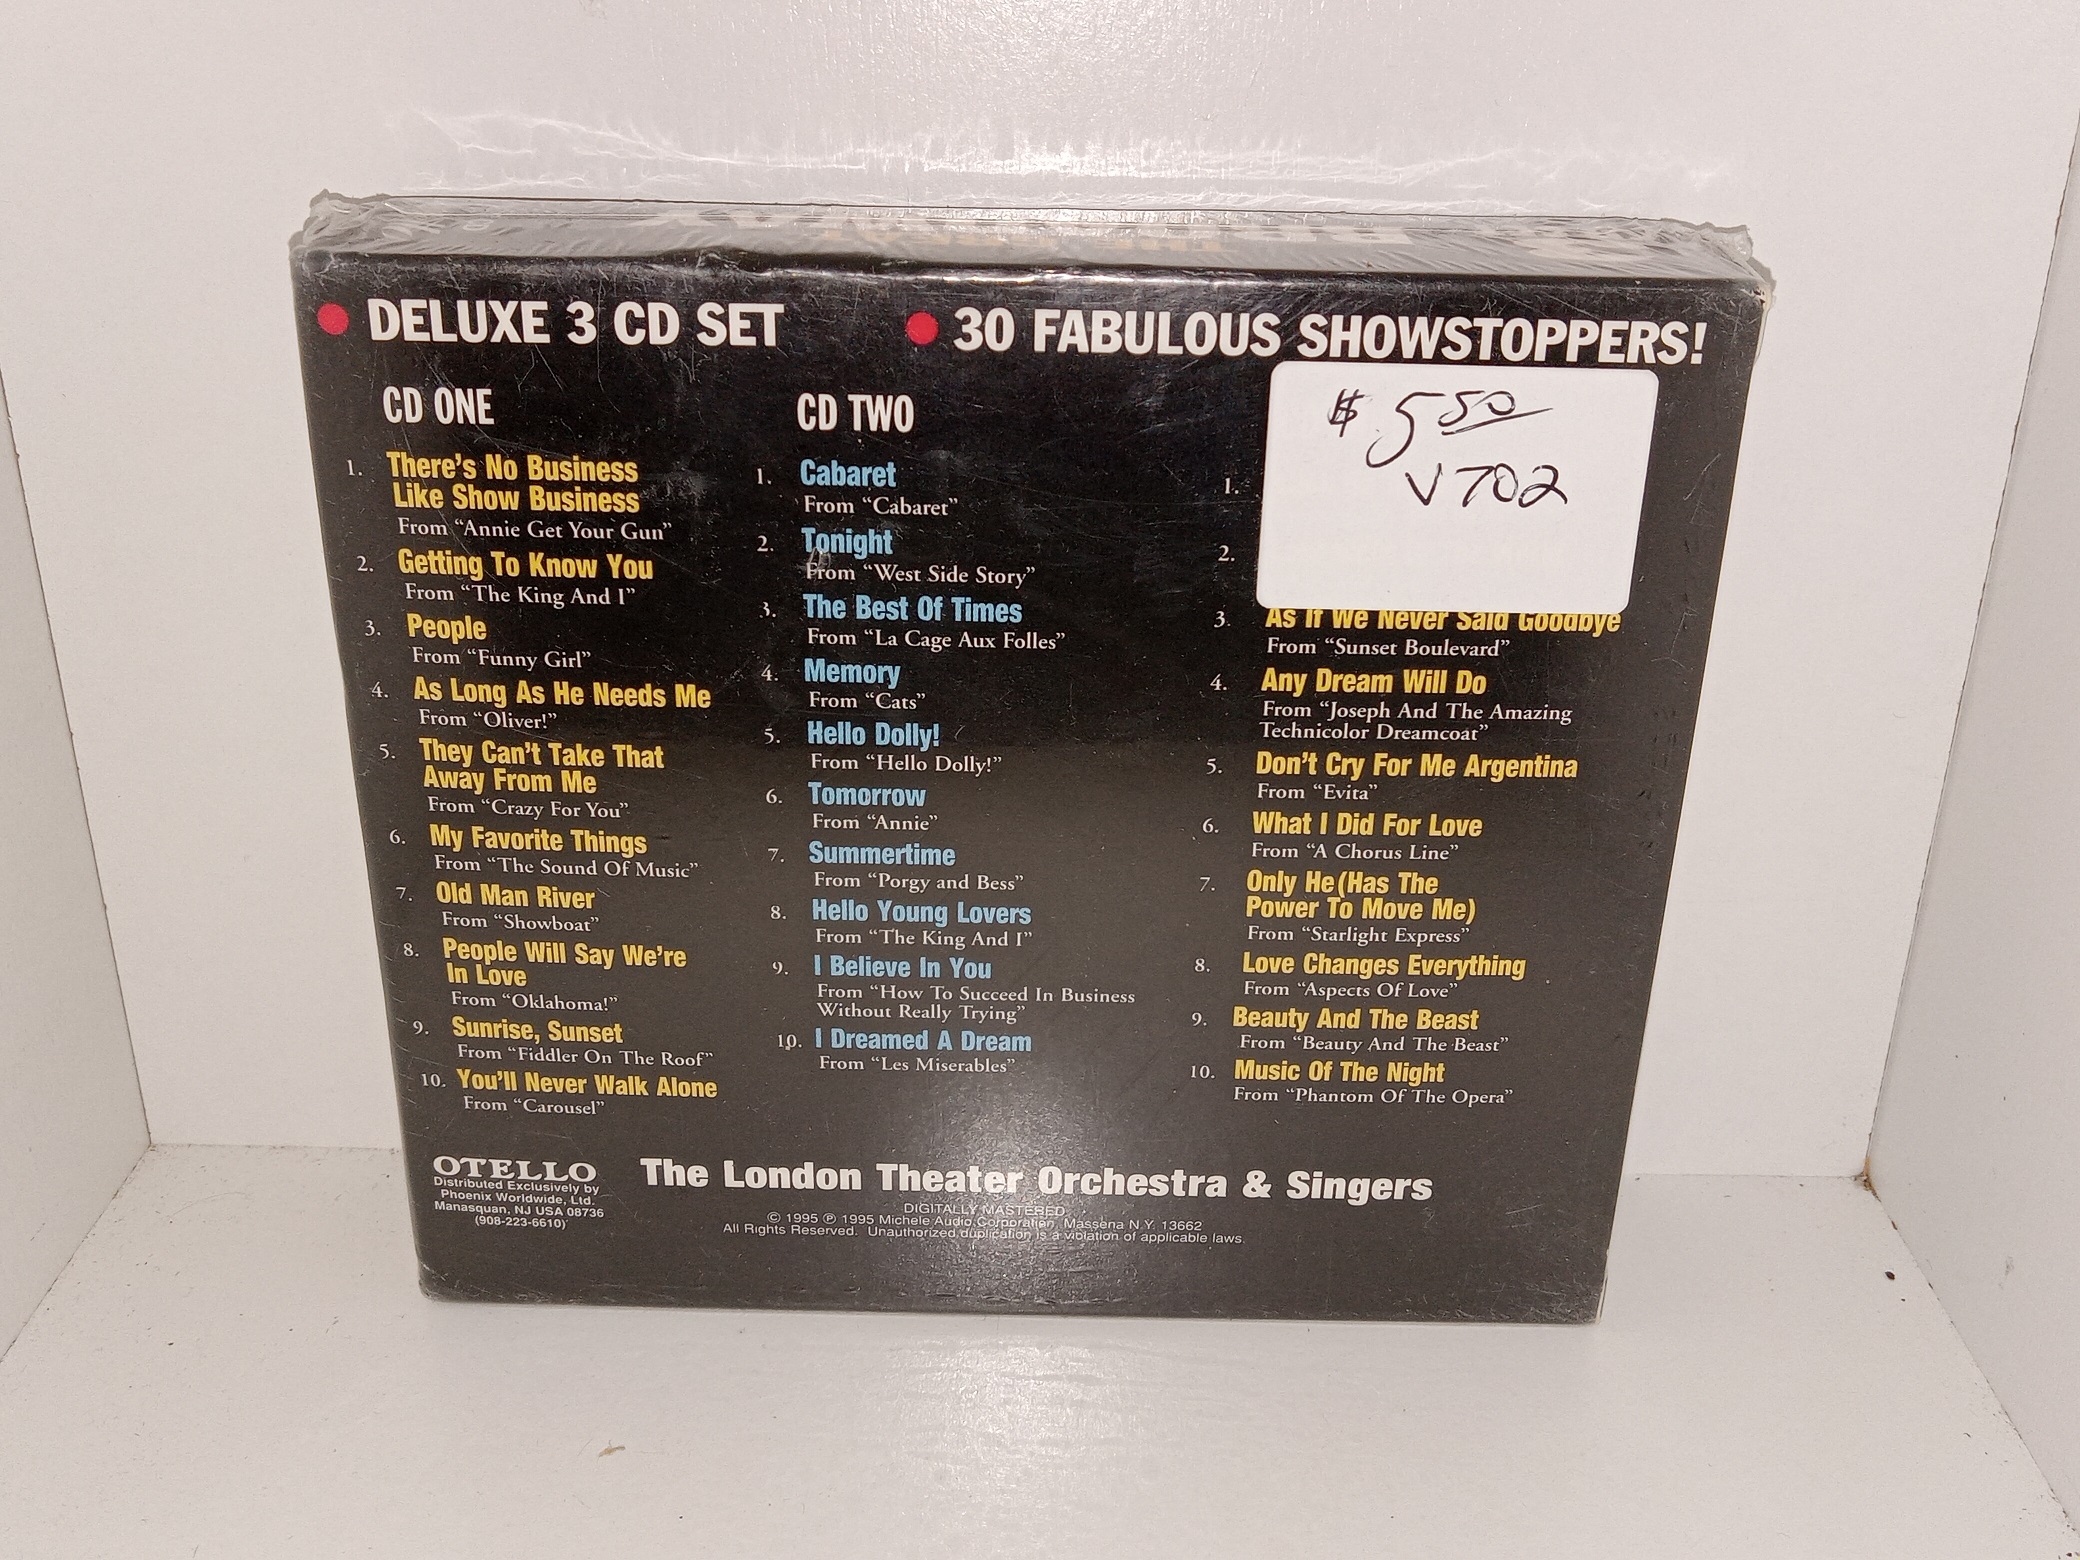 DELUXE 3 CD SET
30 FABULOUS SHOWSTOPPERS!
CD ONE
1. There's No Business
Like Show Business
From "Annie Get Your Gun"
2. Getting To Know You
From "The King And I"
3. People
From "Funny Girl"
4. As Long As He Needs Me
From "Oliver!"
5. They Can't Take That
Away From Me
From "Crazy For You"
6. My Favorite Things
From "The Sound Of Music"
7. Old Man River
From "Showboat"
8. People Will Say We're
In Love
From "Oklahoma!"
9. Sunrise, Sunset
From "Fiddler On The Roof"
10. You'll Never Walk Alone
From "Carousel"
CD TWO
1. Cabaret
From "Cabaret"
2. Tonight
From "West Side Story"
3. The Best Of Times
From "La Cage Aux Folles"
4. Memory
From "Cats"
5. Hello Dolly!
From "Hello Dolly!"
6. Tomorrow
From "Annie"
7. Summertime
From "Porgy and Bess"
8. Hello Young Lovers
From "The King And I"
9. I Believe In You
From "How To Succeed In Business
Without Really Trying"
10. I Dreamed A Dream
From "Les Miserables"
$5.50
V702
1.
2.
3. As If We Never Said Goodbye
From "Sunset Boulevard"
4. Any Dream Will Do
From "Joseph And The Amazing
Technicolor Dreamcoat"
5. Don't Cry For Me Argentina
From "Evita"
6. What I Did For Love
From "A Chorus Line"
7. Only He (Has The
Power To Move Me)
From "Starlight Express"
8. Love Changes Everything
From "Aspects Of Love"
9. Beauty And The Beast
From "Beauty And The Beast"
10. Music Of The Night
From "Phantom Of The Opera"
OTELLO
Distributed Exclusively by
Phoenix Worldwide, Ltd.
Manasquan, NJ USA 08736
(908-223-6610)
The London Theater Orchestra & Singers
DIGITALLY MASTERED
© 1995 ℗ 1995 Michele Audio Corporation, Massena N.Y. 13662
All Rights Reserved. Unauthorized duplication is a violation of applicable laws.